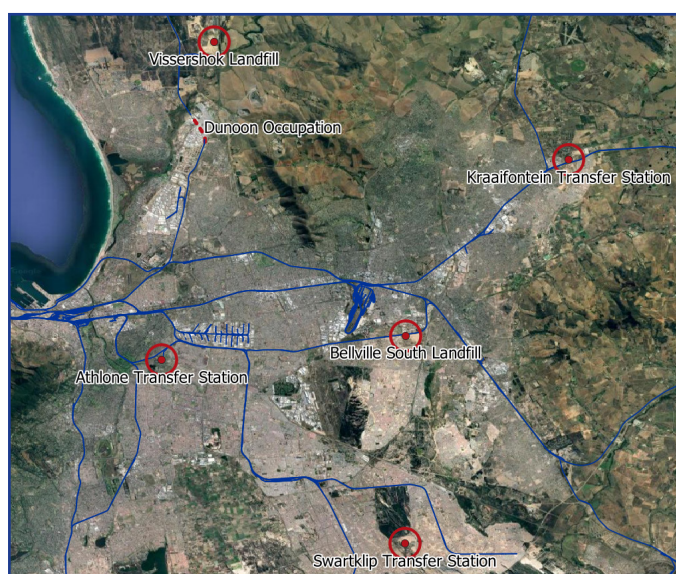 Vissershok Landfill
Dunoon Occupation
Kraaifontein Transfer Station
Bellville South Landfill
Athlone Transfer Station
Swartklip Transfer Station